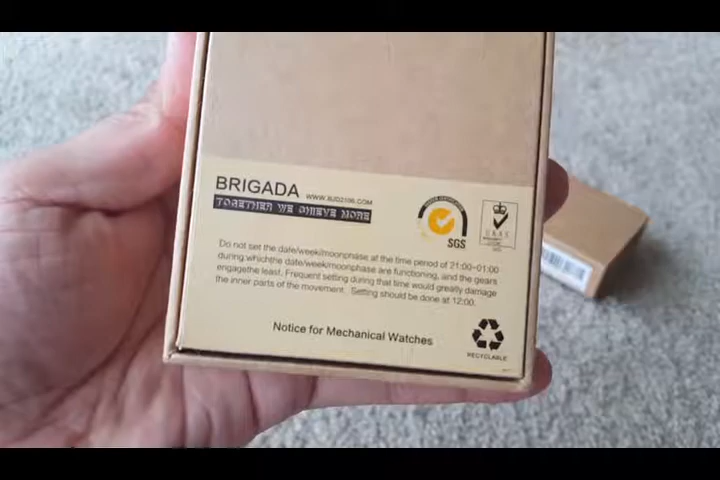 BRIGADA WWW.BJD2106.COM
TOGETHER WE CHIEVE MORE
SGS
Do not set the date/week/moonphase at the time period of 21:00~01:00
during whichthe date/week/moonphase are functioning, and the gears
engagethe least. Frequent setting during that time would greatly damage
the inner parts of the movement. Setting should be done at 12:00.
Notice for Mechanical Watches
RECYCLABLE